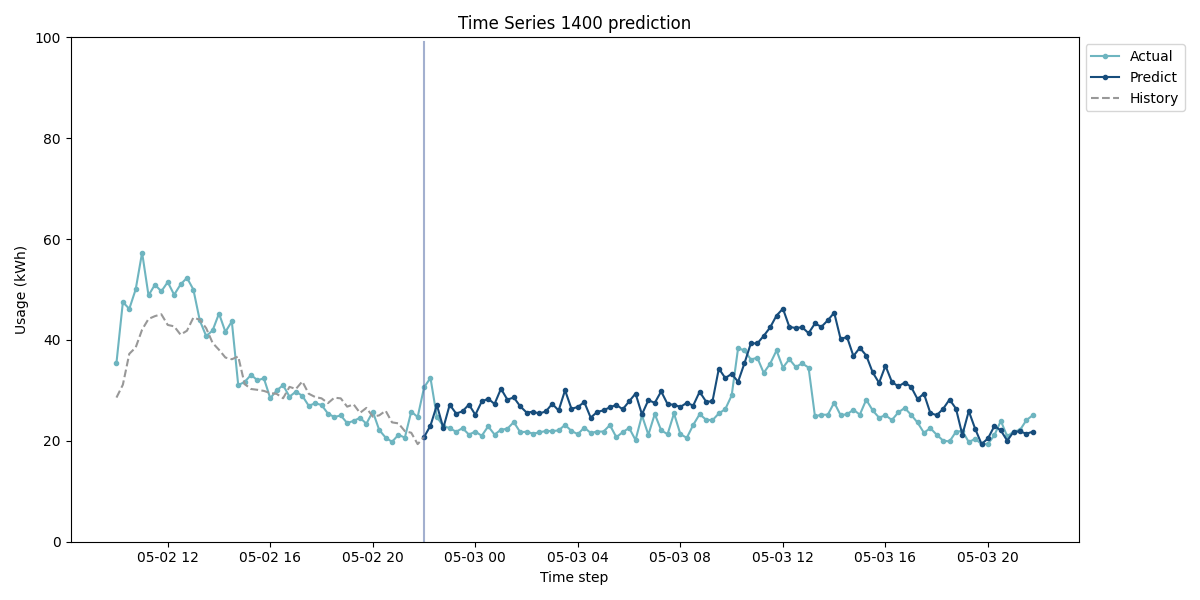 Time Series 1400 prediction
100
80
60
40
20
0
Usage (kWh)
05-02 12
05-02 16
05-02 20
05-03 00
05-03 04
05-03 08
05-03 12
05-03 16
05-03 20
Time step
Actual
Predict
History